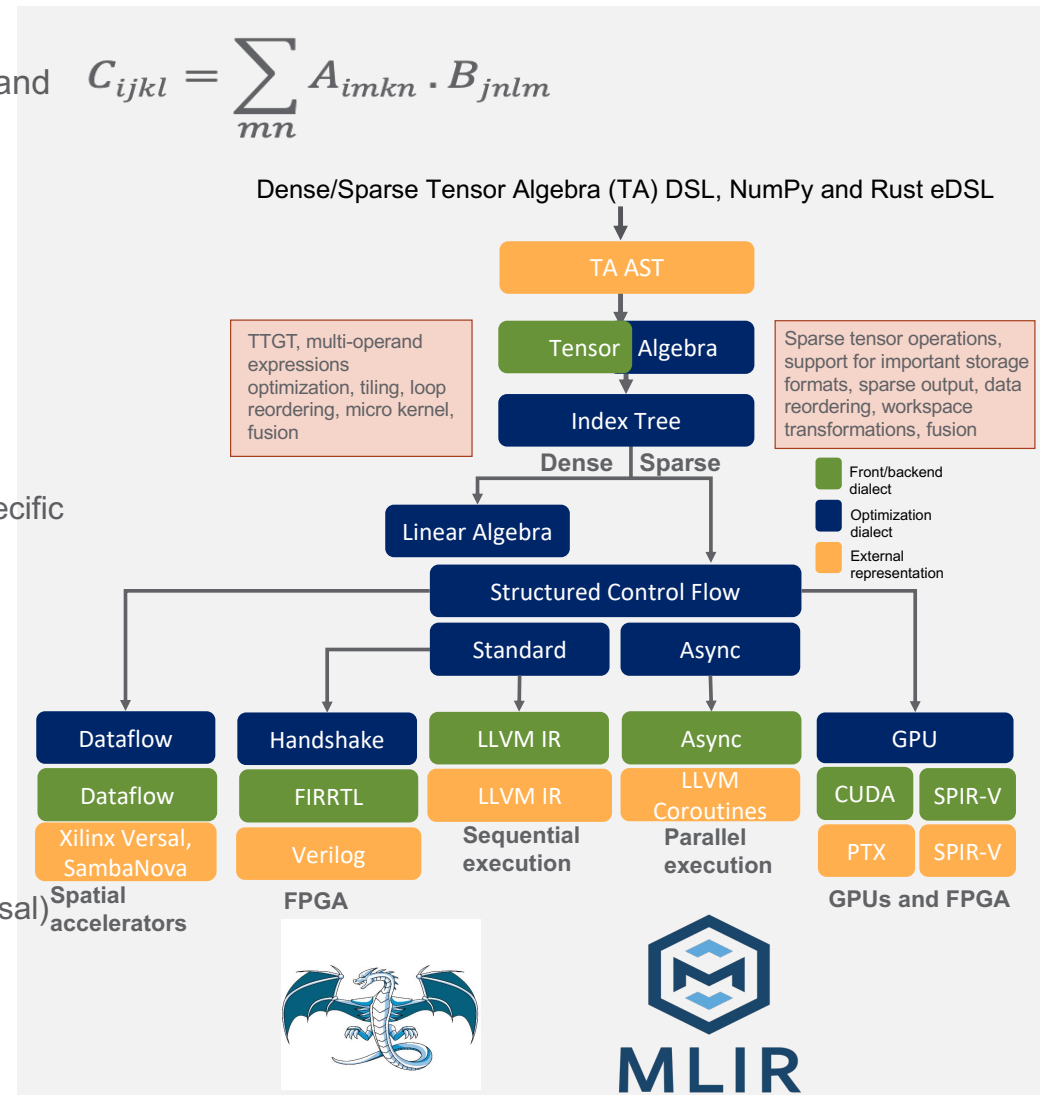 and
C_{ijkl} = \sum_{mn} A_{imkn} . B_{jnlm}
Dense/Sparse Tensor Algebra (TA) DSL, NumPy and Rust eDSL
TA AST
TTGT, multi-operand
expressions
optimization, tiling, loop
reordering, micro kernel,
fusion
Tensor Algebra
Index Tree
Sparse tensor operations,
support for important storage
formats, sparse output, data
reordering, workspace
transformations, fusion
Dense Sparse
Front/backend
dialect
Optimization
dialect
External
representation
ecific
Linear Algebra
Structured Control Flow
Standard
Async
Dataflow
Handshake
LLVM IR
Async
GPU
Dataflow
FIRRTL
LLVM IR
LLVM
Coroutines
CUDA
SPIR-V
Xilinx Versal,
SambaNova
Verilog
PTX
SPIR-V
Sequential
execution
Parallel
execution
sal)
Spatial
accelerators
FPGA
GPUs and FPGA
MLIR